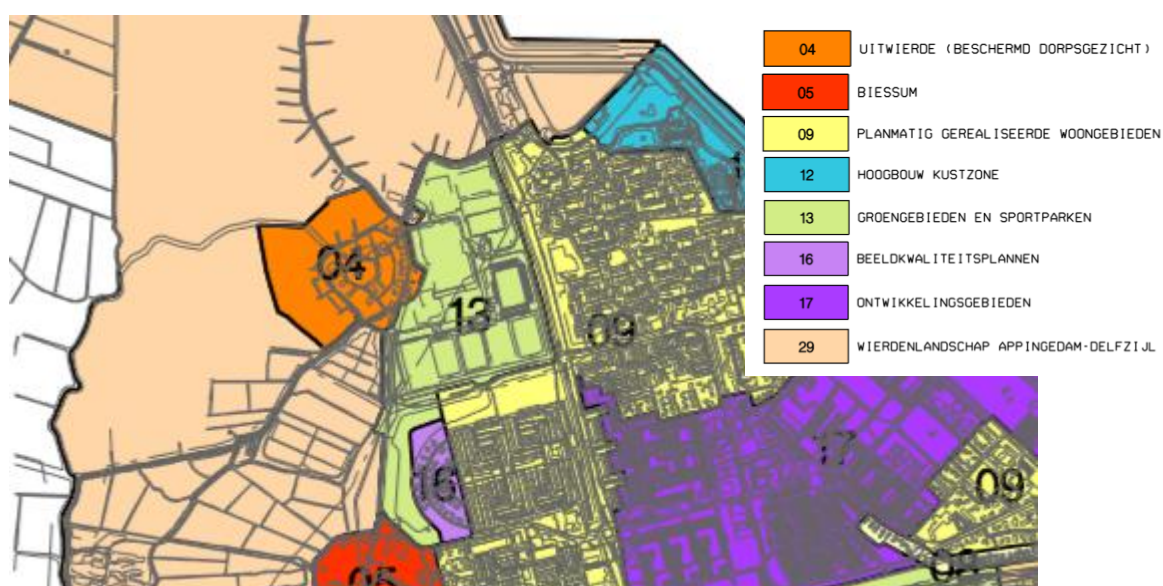 04 UITWIERDE (BESCHERMD DORPSGEZICHT)
05 BIESSUM
09 PLANMATIG GEREALISEERDE WOONGEBIEDEN
12 HOOGBOUW KUSTZONE
13 GROENGEBIEDEN EN SPORTPARKEN
16 BEELDKWALITEITSPLANNEN
17 ONTWIKKELINGSGEBIEDEN
29 WIERDENLANDSCHAP APPINGEDAM-DELFZIJL
04
13
09
17
16
09
05